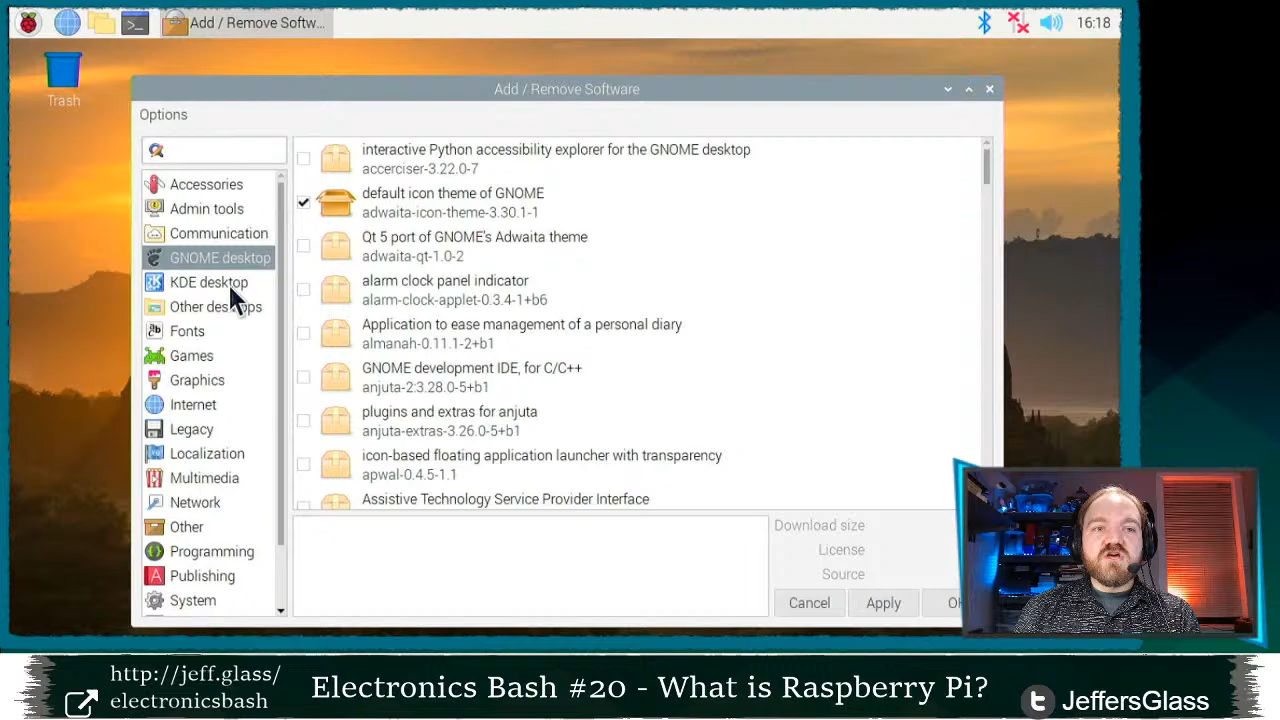 Add / Remove Softw...
16:18
Trash
Add / Remove Software
Options
Accessories
Admin tools
Communication
GNOME desktop
KDE desktop
Other desktops
Fonts
Games
Graphics
Internet
Legacy
Localization
Multimedia
Network
Other
Programming
Publishing
System
interactive Python accessibility explorer for the GNOME desktop
accerciser-3.22.0-7
default icon theme of GNOME
adwaita-icon-theme-3.30.1-1
Qt 5 port of GNOME's Adwaita theme
adwaita-qt-1.0-2
alarm clock panel indicator
alarm-clock-applet-0.3.4-1+b6
Application to ease management of a personal diary
almanah-0.11.1-2+b1
GNOME development IDE, for C/C++
anjuta-2:3.28.0-5+b1
plugins and extras for anjuta
anjuta-extras-3.26.0-5+b1
icon-based floating application launcher with transparency
apwal-0.4.5-1.1
Assistive Technology Service Provider Interface
Download size
License
Source
Cancel Apply OK
http://jeff.glass/
electronicsbash
Electronics Bash #20 - What is Raspberry Pi?
JeffersGlass